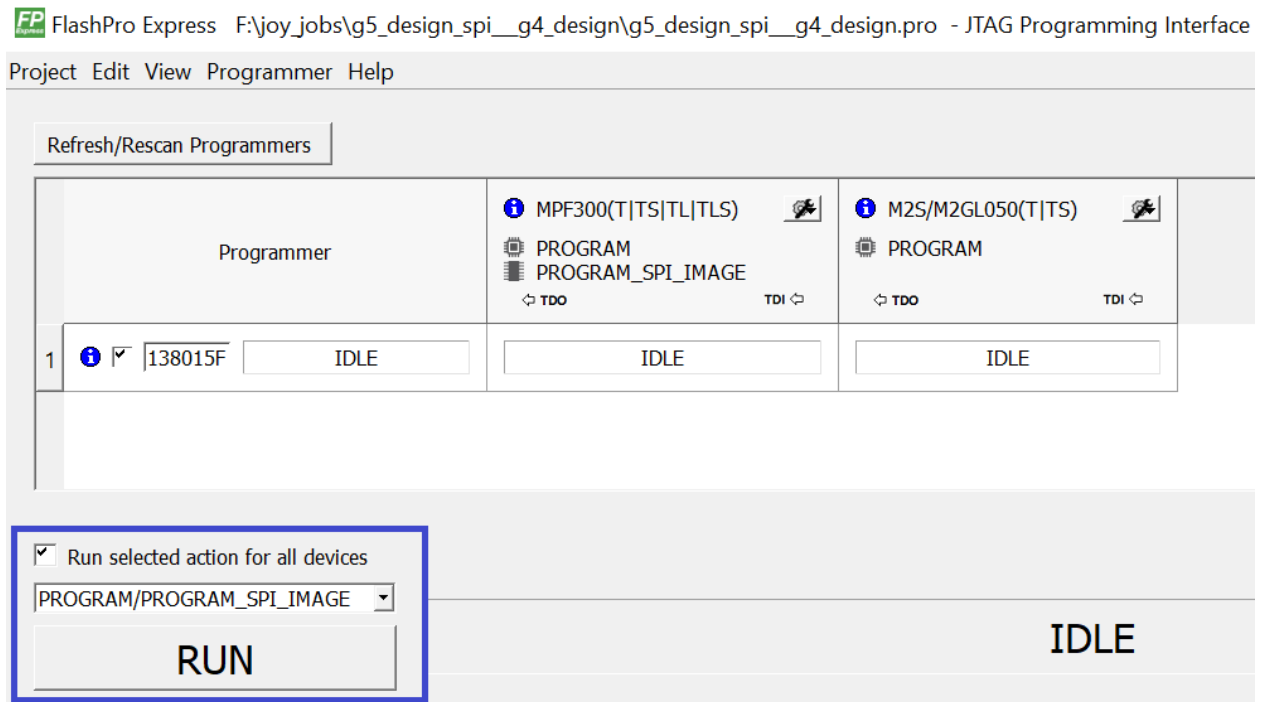 FP Express FlashPro Express F:\joy_jobs\g5_design_spi__g4_design\g5_design_spi__g4_design.pro - JTAG Programming Interface
Project Edit View Programmer Help
Refresh/Rescan Programmers
Programmer
MPF300(T|TS|TL|TLS)
PROGRAM
PROGRAM_SPI_IMAGE
TDO TDI
M2S/M2GL050(T|TS)
PROGRAM
TDO TDI
1 138015F IDLE IDLE IDLE
Run selected action for all devices
PROGRAM/PROGRAM_SPI_IMAGE
RUN
IDLE